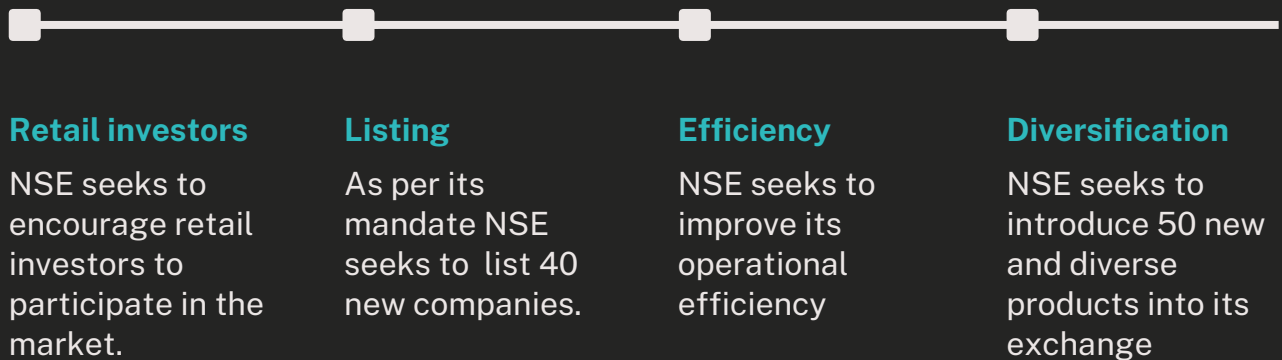 Retail investors
NSE seeks to
encourage retail
investors to
participate in the
market.
Listing
As per its
mandate NSE
seeks to  list 40
new companies.
Efficiency
NSE seeks to
improve its
operational
efficiency
Diversification
NSE seeks to
introduce 50 new
and diverse
products into its
exchange